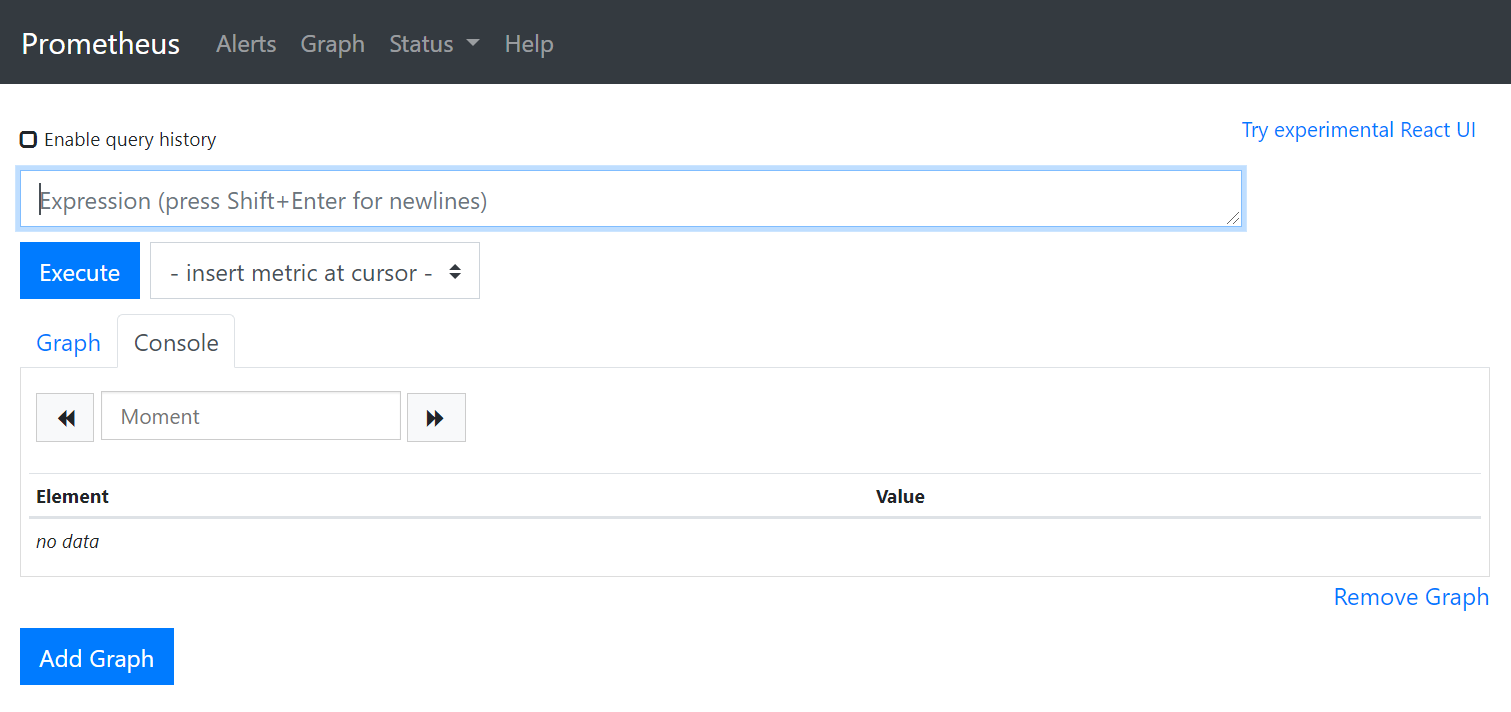 Prometheus Alerts Graph Status Help
Try experimental React UI
Enable query history
Expression (press Shift+Enter for newlines)
Execute - insert metric at cursor -
Graph Console
Moment
Element Value
no data
Remove Graph
Add Graph